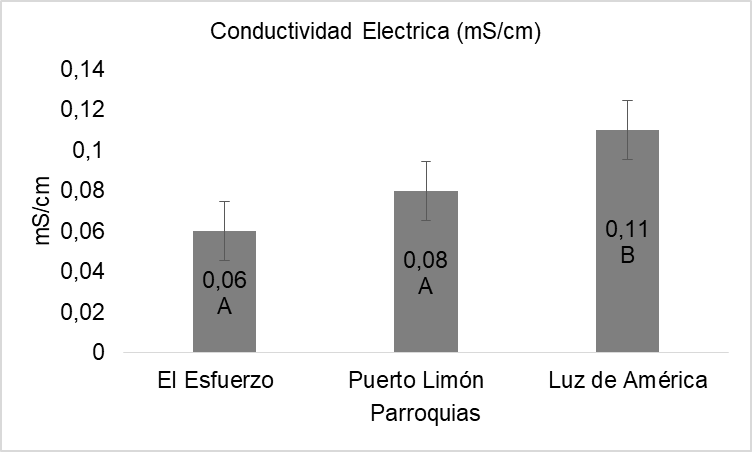 Conductividad Electrica (mS/cm)
mS/cm
0,14
0,12
0,1
0,08
0,06
0,04
0,02
0
0,06
A
0,08
A
0,11
B
El Esfuerzo
Puerto Limón
Luz de América
Parroquias